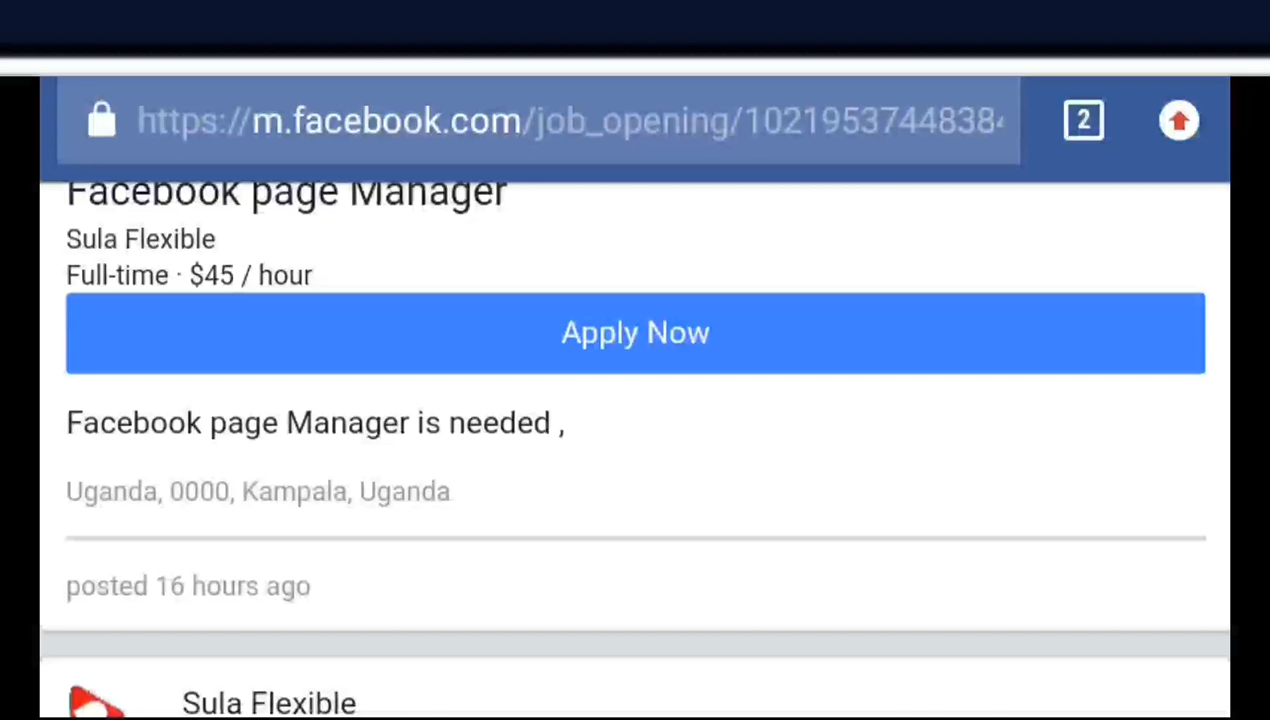 https://m.facebook.com/job_opening/10219537448384
2
Facebook page Manager
Sula Flexible
Full-time · $45 / hour
Apply Now
Facebook page Manager is needed ,
Uganda, 0000, Kampala, Uganda
posted 16 hours ago
Sula Flexible